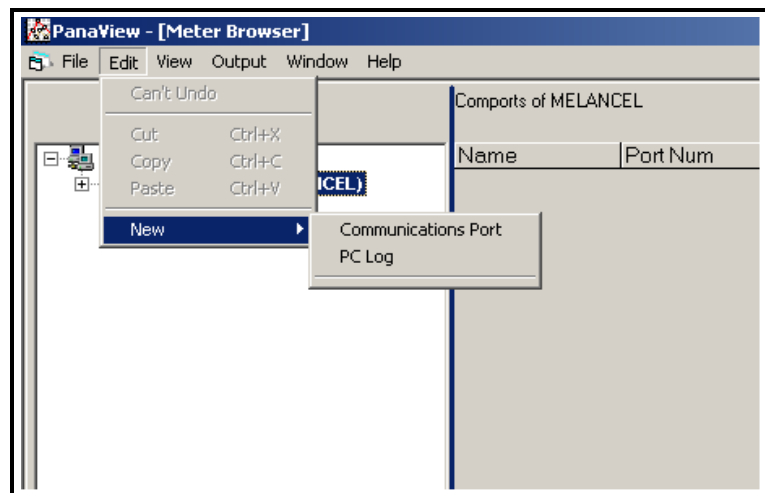 PanaView - [Meter Browser]
File Edit View Output Window Help
Can't Undo
Comports of MELANCEL
Cut Ctrl+X
Name Port Num
Copy Ctrl+C
Paste Ctrl+V
ICEL)
New
Communications Port
PC Log